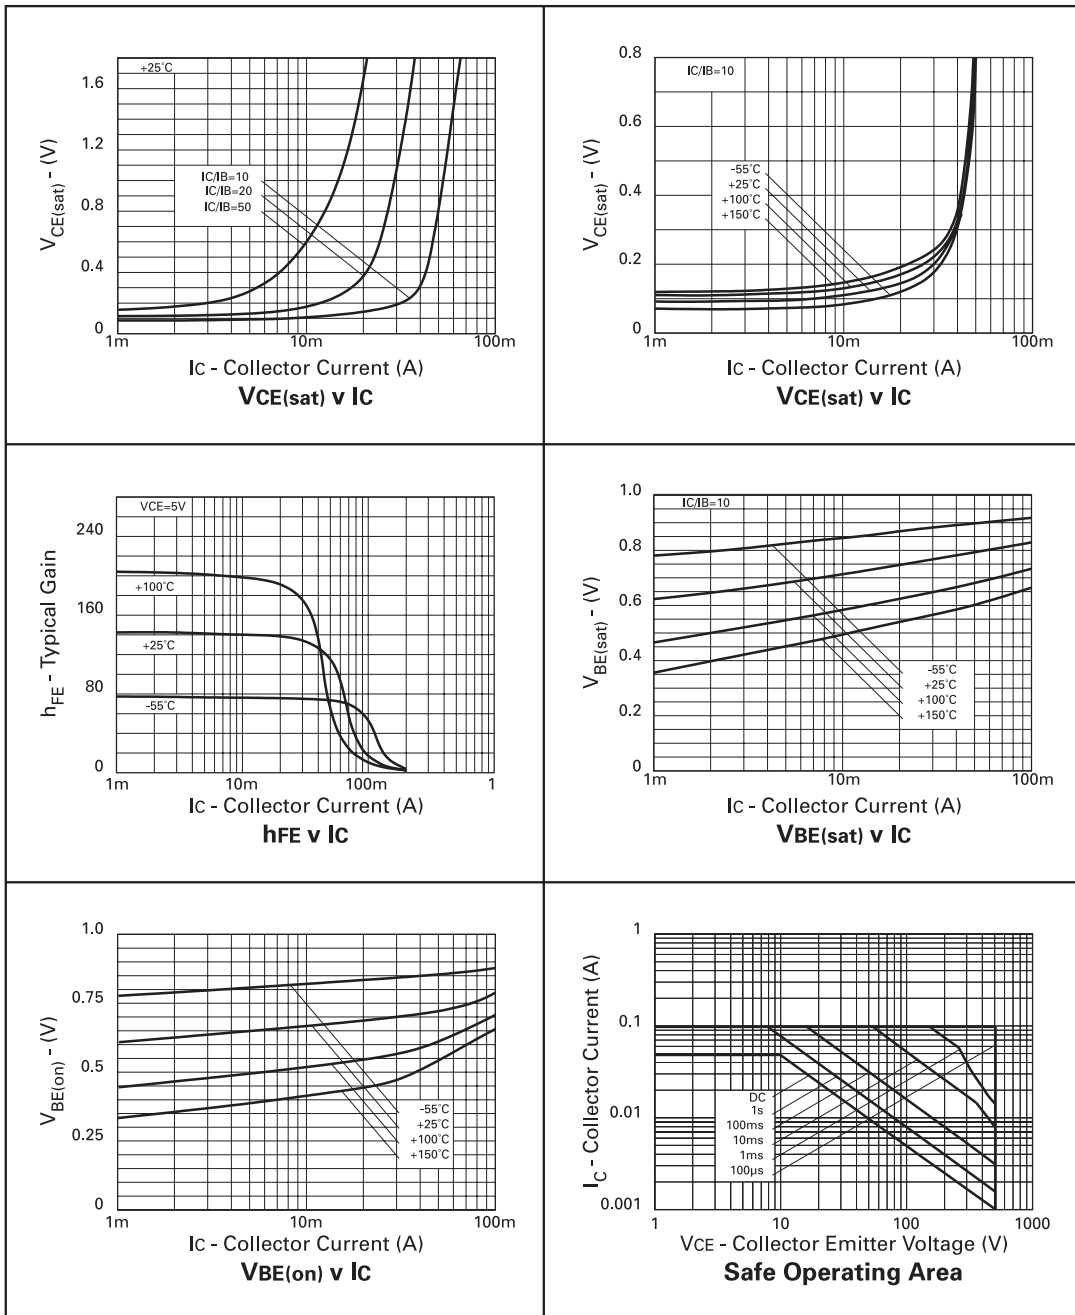 +25°C
1.6
1.2
0.8
0.4
0
VCE(sat) - (V)
IC/IB=10
IC/IB=20
IC/IB=50
1m
10m
100m
IC - Collector Current (A)
VCE(sat) v IC
IC/IB=10
0.8
0.6
0.4
0.2
0
VCE(sat) - (V)
-55°C
+25°C
+100°C
+150°C
1m
10m
100m
IC - Collector Current (A)
VCE(sat) v IC
VCE=5V
240
160
80
0
hFE - Typical Gain
+100°C
+25°C
-55°C
1m
10m
100m
1
IC - Collector Current (A)
hFE v IC
IC/IB=10
1.0
0.8
0.6
0.4
0.2
0
VBE(sat) - (V)
-55°C
+25°C
+100°C
+150°C
1m
10m
100m
IC - Collector Current (A)
VBE(sat) v IC
1.0
0.75
0.5
0.25
0
VBE(on) - (V)
-55°C
+25°C
+100°C
+150°C
1m
10m
100m
IC - Collector Current (A)
VBE(on) v IC
1
0.1
0.01
0.001
IC - Collector Current (A)
DC
1s
100ms
10ms
1ms
100µs
1
10
100
1000
VCE - Collector Emitter Voltage (V)
Safe Operating Area